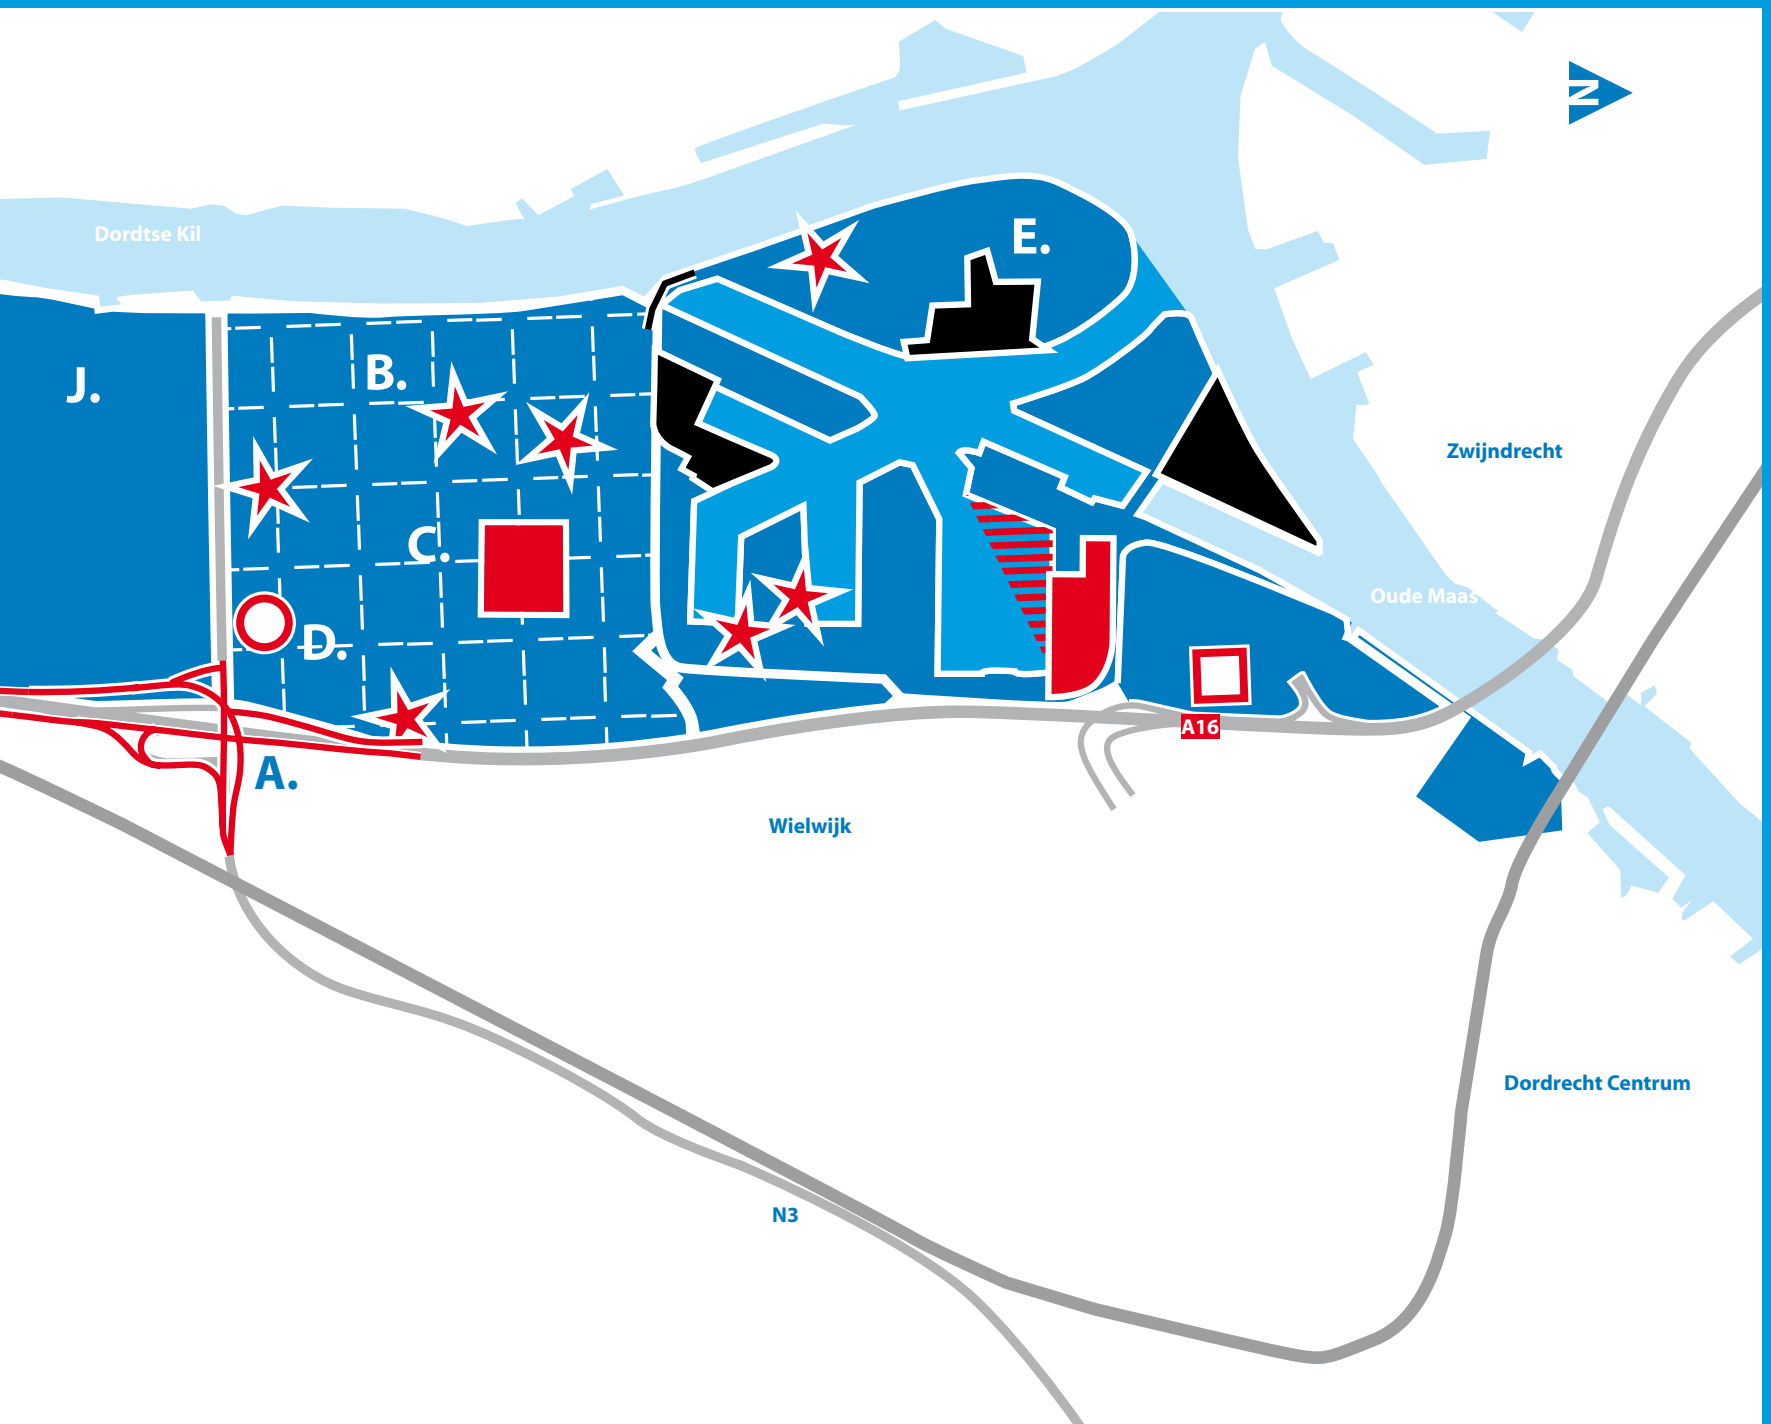 N
Dordtse Kil
E.
B.
J.
Zwijndrecht
C.
Oude Maas
D.
A16
A.
Wielwijk
Dordrecht Centrum
N3